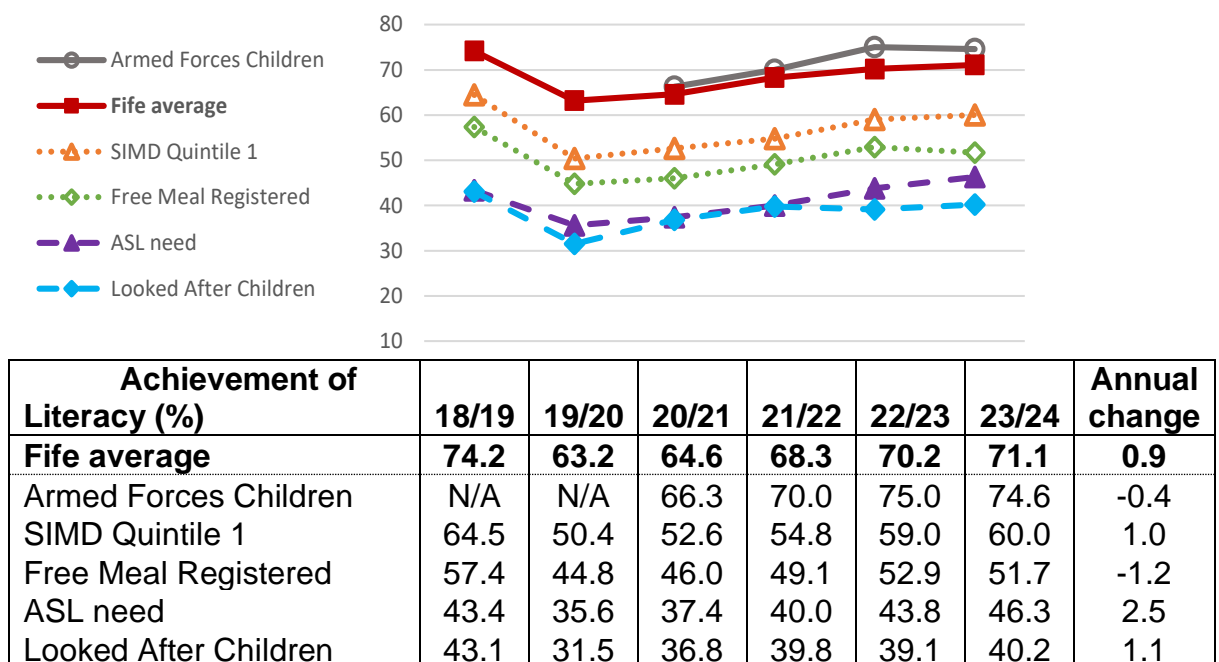 80
70
60
50
40
30
20
10
Armed Forces Children
Fife average
SIMD Quintile 1
Free Meal Registered
ASL need
Looked After Children
Achievement of Literacy (%) 18/19 19/20 20/21 21/22 22/23 23/24 Annual change
Fife average 74.2 63.2 64.6 68.3 70.2 71.1 0.9
Armed Forces Children N/A N/A 66.3 70.0 75.0 74.6 -0.4
SIMD Quintile 1 64.5 50.4 52.6 54.8 59.0 60.0 1.0
Free Meal Registered 57.4 44.8 46.0 49.1 52.9 51.7 -1.2
ASL need 43.4 35.6 37.4 40.0 43.8 46.3 2.5
Looked After Children 43.1 31.5 36.8 39.8 39.1 40.2 1.1